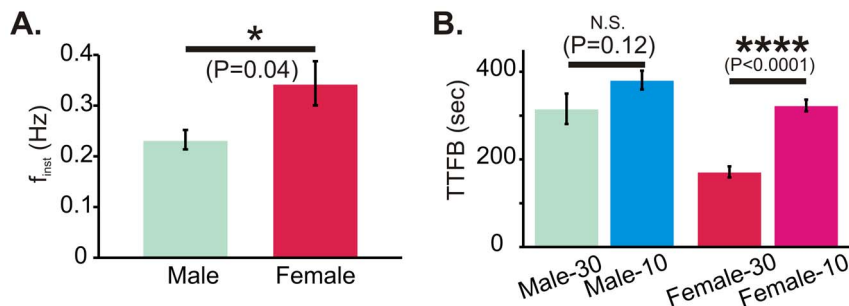 A.
*
(P=0.04)
0.4
0.3
0.2
0.1
0
f_inst (Hz)
Male Female
B.
N.S.
(P=0.12)
****
(P<0.0001)
400
200
0
TTFB (sec)
Male-30 Male-10 Female-30 Female-10